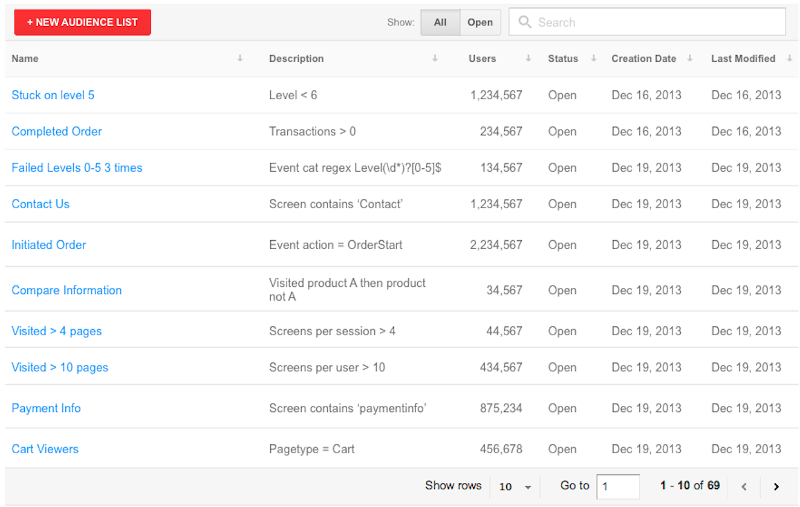 + NEW AUDIENCE LIST Show: All Open Search
Name Description Users Status Creation Date Last Modified
Stuck on level 5 Level < 6 1,234,567 Open Dec 16, 2013 Dec 16, 2013
Completed Order Transactions > 0 234,567 Open Dec 16, 2013 Dec 16, 2013
Failed Levels 0-5 3 times Event cat regex Level(\d*)?[0-5]$ 134,567 Open Dec 19, 2013 Dec 19, 2013
Contact Us Screen contains ‘Contact’ 1,234,567 Open Dec 19, 2013 Dec 19, 2013
Initiated Order Event action = OrderStart 2,234,567 Open Dec 19, 2013 Dec 19, 2013
Compare Information Visited product A then product 34,567 Open Dec 19, 2013 Dec 19, 2013
not A
Visited > 4 pages Screens per session > 4 44,567 Open Dec 19, 2013 Dec 19, 2013
Visited > 10 pages Screens per user > 10 434,567 Open Dec 19, 2013 Dec 19, 2013
Payment Info Screen contains ‘paymentinfo’ 875,234 Open Dec 19, 2013 Dec 19, 2013
Cart Viewers Pagetype = Cart 456,678 Open Dec 19, 2013 Dec 19, 2013
Show rows 10 Go to 1 1 - 10 of 69